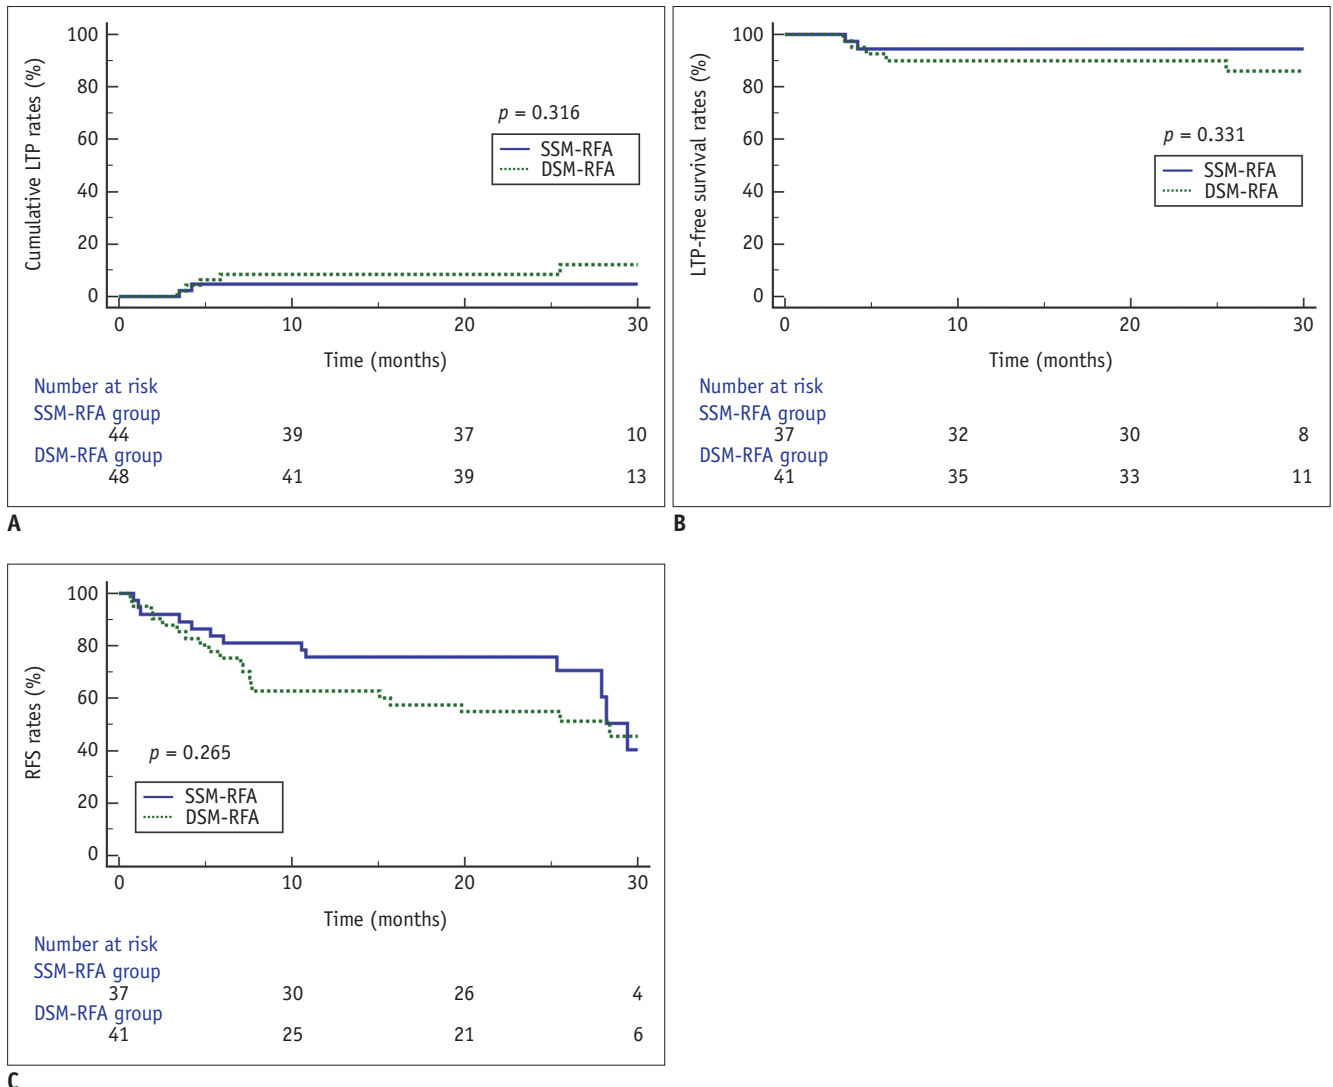 Cumulative LTP rates (%)
100
80
60
40
20
0
p = 0.316
SSM-RFA
DSM-RFA
0 10 20 30
Time (months)
Number at risk
SSM-RFA group
44 39 37 10
DSM-RFA group
48 41 39 13
A
LTP-free survival rates (%)
100
80
60
40
20
0
p = 0.331
SSM-RFA
DSM-RFA
0 10 20 30
Time (months)
Number at risk
SSM-RFA group
37 32 30 8
DSM-RFA group
41 35 33 11
B
RFS rates (%)
100
80
60
40
20
0
p = 0.265
SSM-RFA
DSM-RFA
0 10 20 30
Time (months)
Number at risk
SSM-RFA group
37 30 26 4
DSM-RFA group
41 25 21 6
C